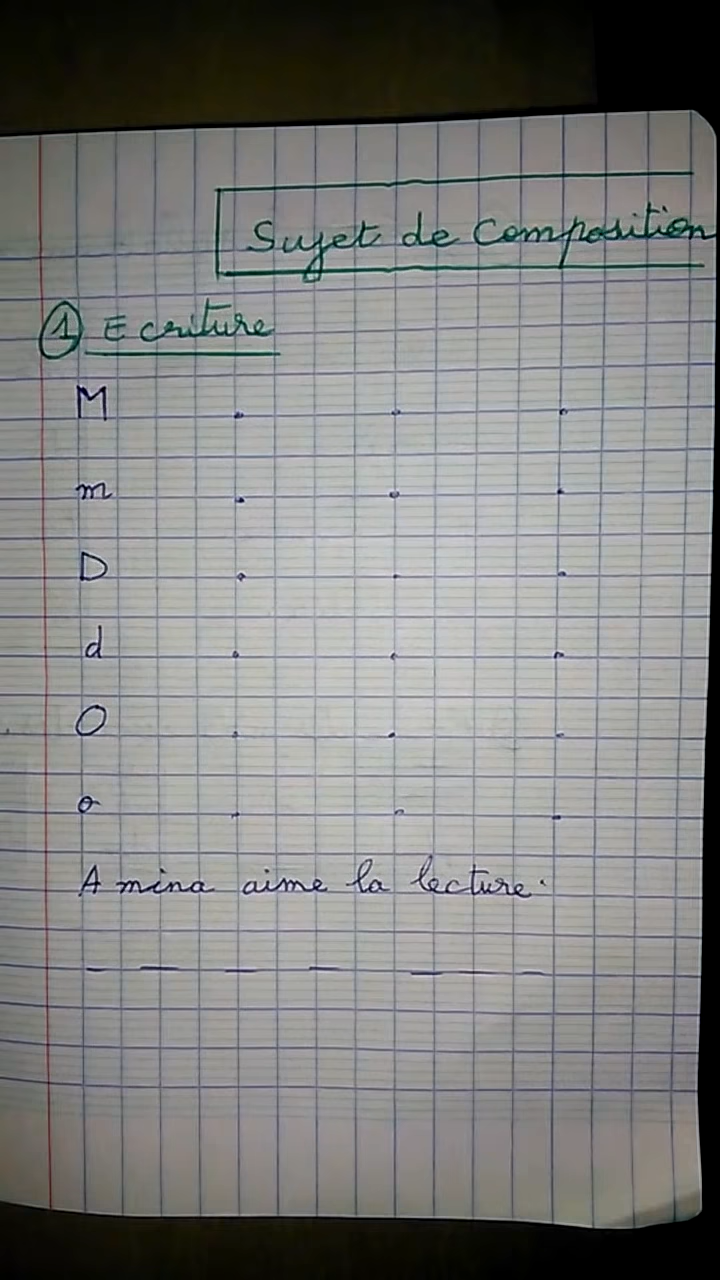 Sujet de Composition
1 Ecriture
M . . .
m . . .
D . . .
d . . .
O . . .
o . . .
Amina aime la lecture.
_ _ _ _ _ _ _